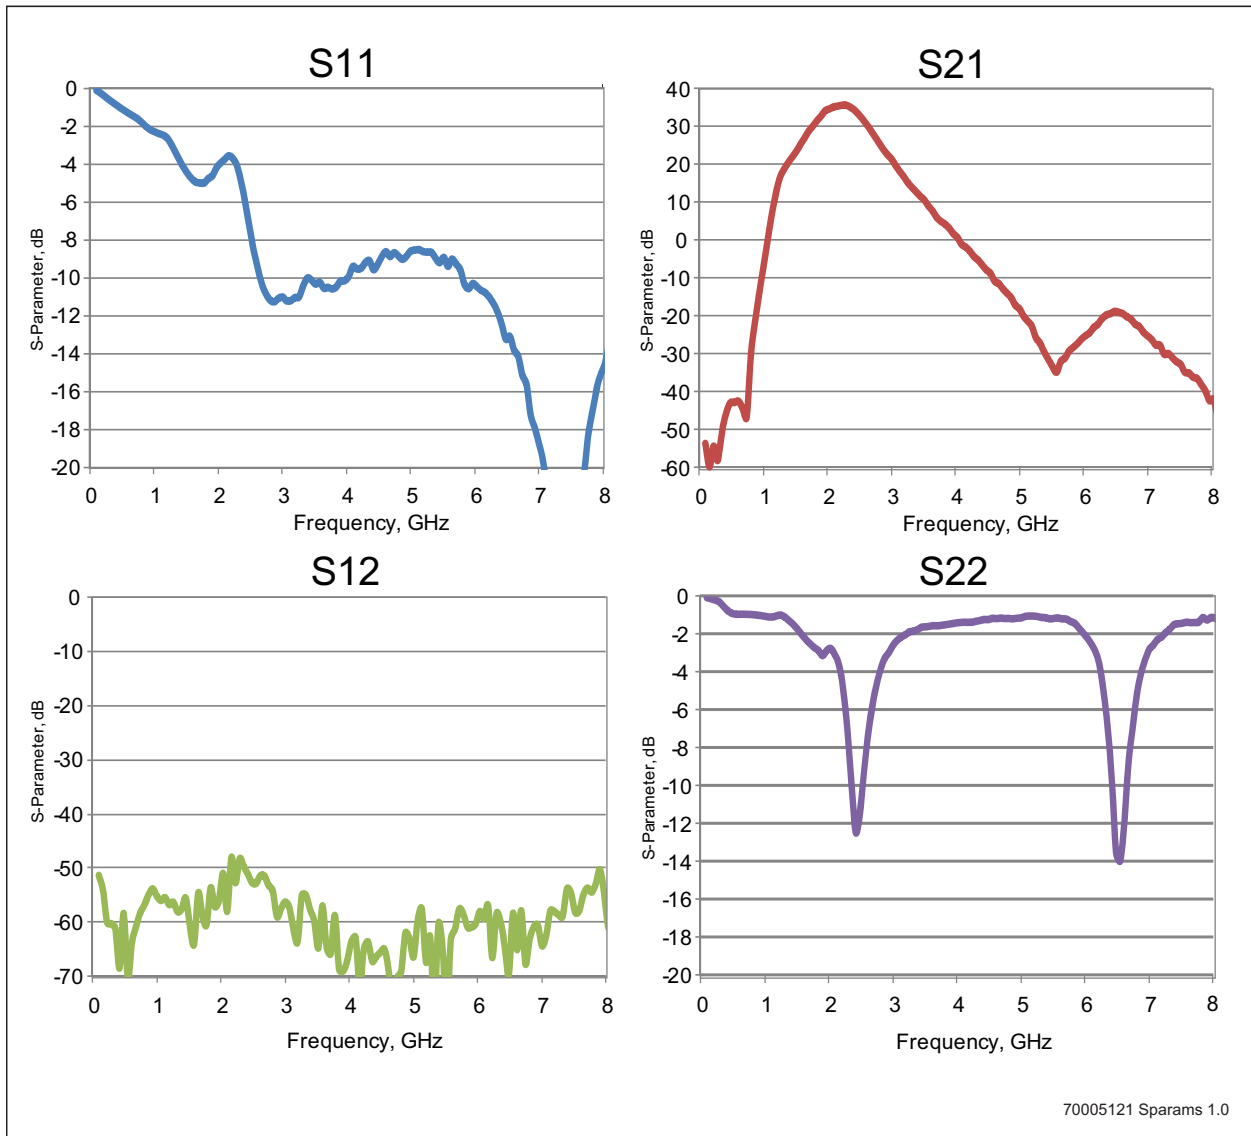 S11
0
-2
-4
-6
-8
-10
-12
-14
-16
-18
-20
S-Parameter, dB
0 1 2 3 4 5 6 7 8
Frequency, GHz
S21
40
30
20
10
0
-10
-20
-30
-40
-50
-60
S-Parameter, dB
0 1 2 3 4 5 6 7 8
Frequency, GHz
S12
0
-10
-20
-30
-40
-50
-60
-70
S-Parameter, dB
0 1 2 3 4 5 6 7 8
Frequency, GHz
S22
0
-2
-4
-6
-8
-10
-12
-14
-16
-18
-20
S-Parameter, dB
0 1 2 3 4 5 6 7 8
Frequency, GHz
70005121 Sparams 1.0